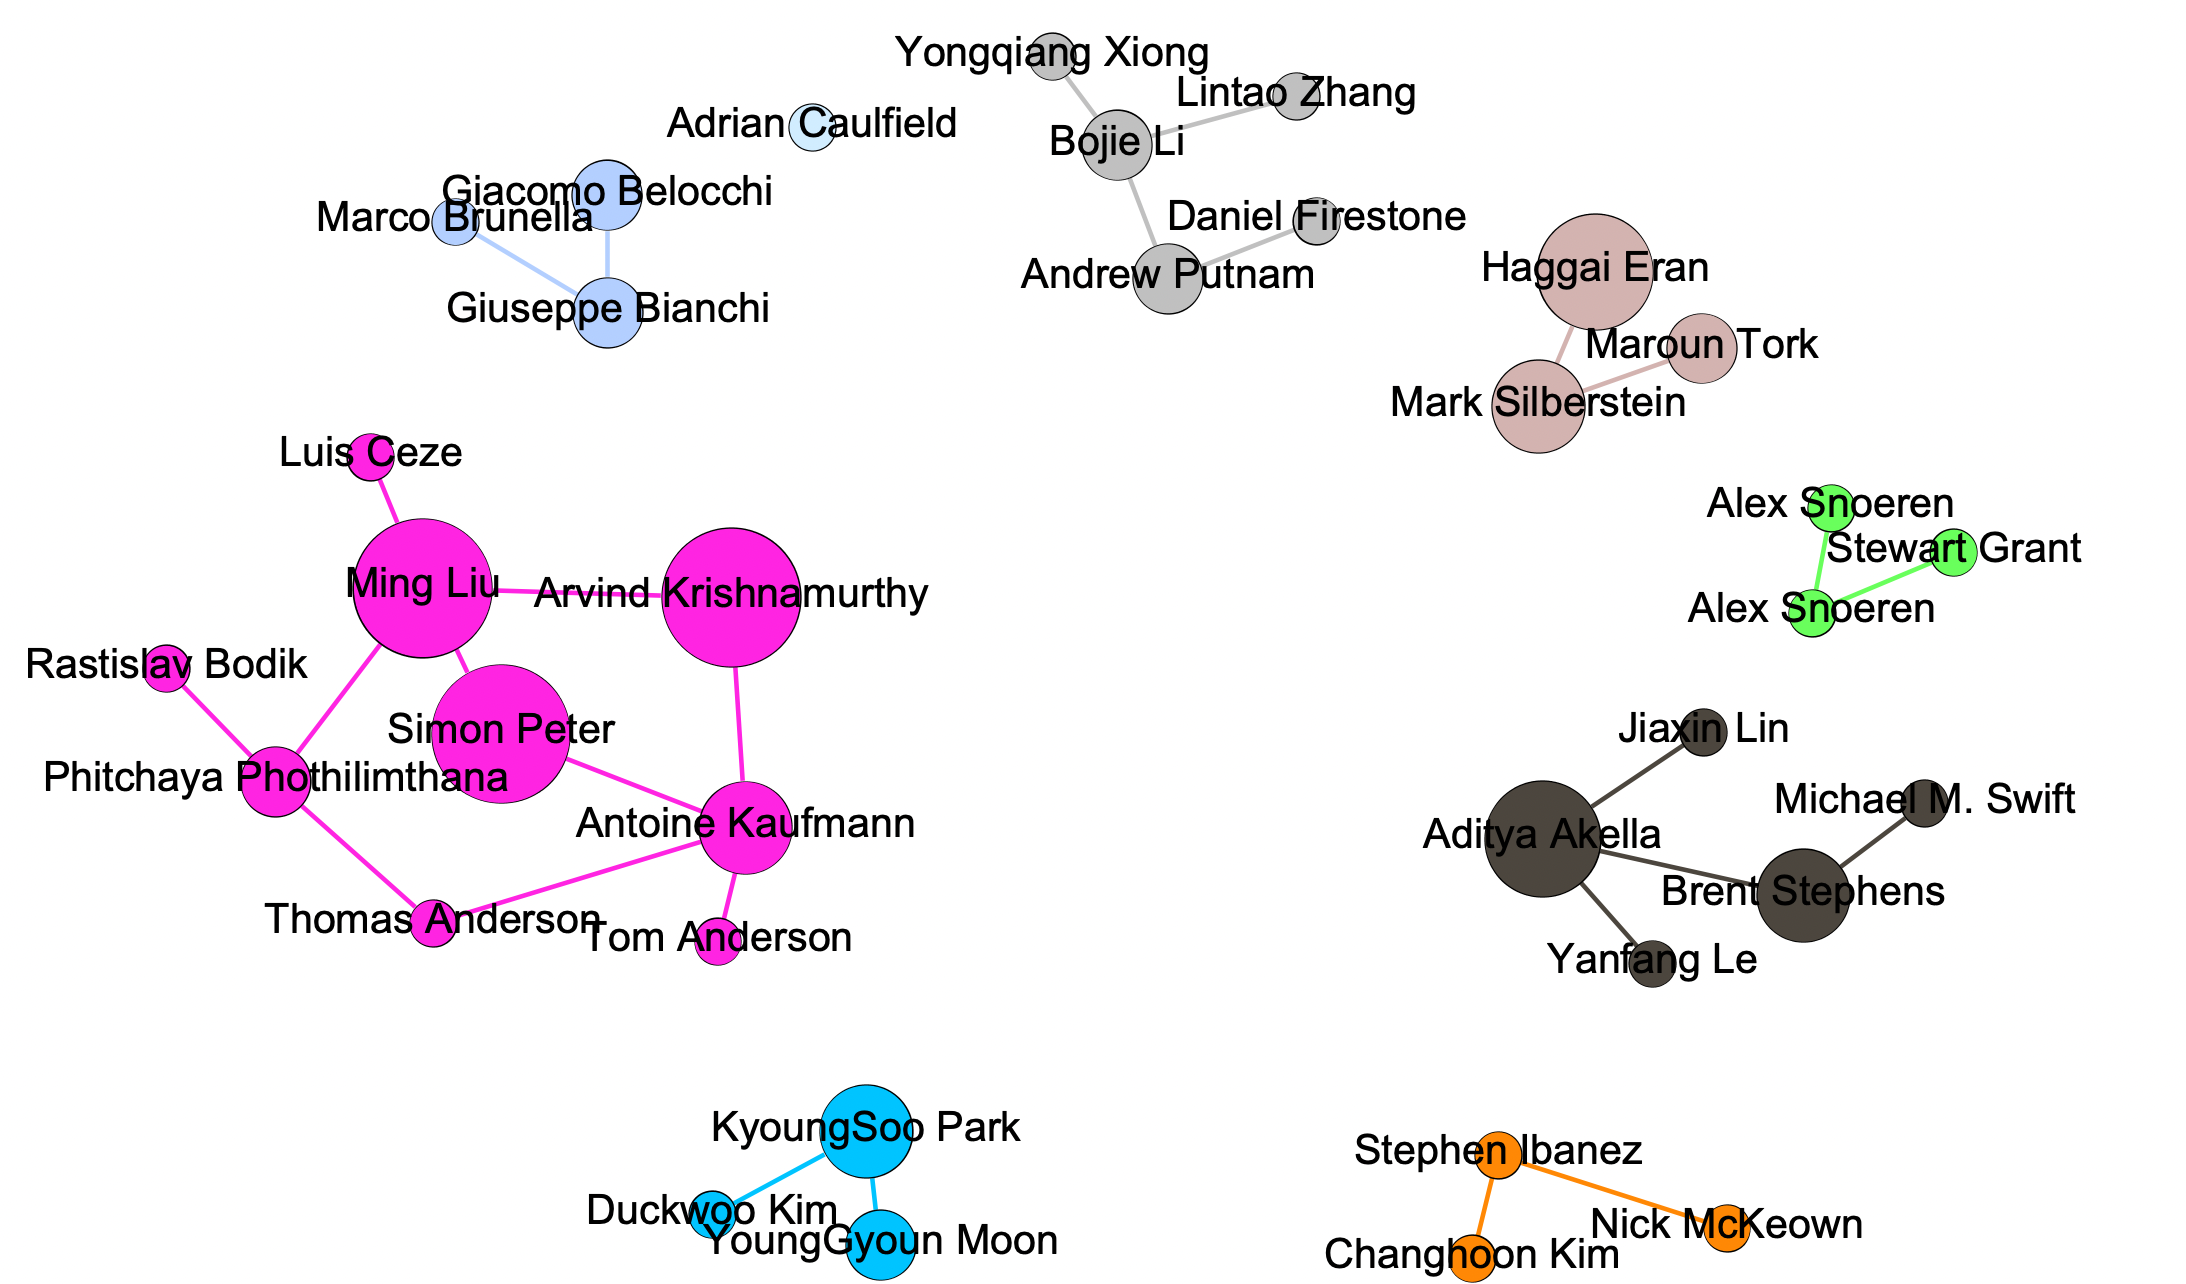 Yongqiang Xiong
Lintao Zhang
Adrian Caulfield
Bojie Li
Giacomo Belocchi
Marco Brunella
Daniel Firestone
Haggai Eran
Andrew Putnam
Giuseppe Bianchi
Maroun Tork
Mark Silberstein
Luis Ceze
Alex Snoeren
Stewart Grant
Ming Liu
Arvind Krishnamurthy
Alex Snoeren
Rastislav Bodik
Simon Peter
Jiaxin Lin
Phitchaya Phothilimthana
Michael M. Swift
Antoine Kaufmann
Aditya Akella
Brent Stephens
Thomas Anderson
Tom Anderson
Yanfang Le
KyoungSoo Park
Stephen Ibanez
Duckwoo Kim
Nick McKeown
YoungGyoun Moon
Changhoon Kim